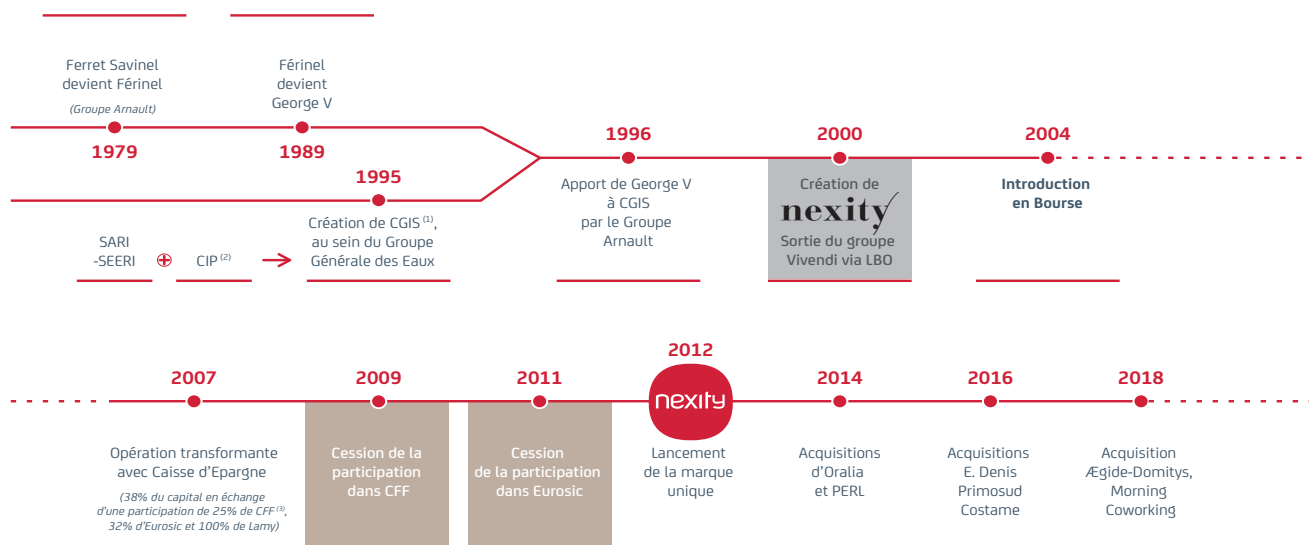 Ferret Savinel
devient Férinel
(Groupe Arnault)
1979
Férinel
devient
George V
1989
1995
Création de CGIS (1),
au sein du Groupe
Générale des Eaux
SARI
-SEERI
CIP (2)
1996
Apport de George V
à CGIS
par le Groupe
Arnault
2000
Création de
nexity
Sortie du groupe
Vivendi via LBO
2004
Introduction
en Bourse
2007
Opération transformante
avec Caisse d'Epargne
(38% du capital en échange
d'une participation de 25% de CFF (3),
32% d'Eurosic et 100% de Lamy)
2009
Cession de la
participation
dans CFF
2011
Cession
de la participation
dans Eurosic
2012
nexity
Lancement
de la marque
unique
2014
Acquisitions
d'Oralia
et PERL
2016
Acquisitions
E. Denis
Primosud
Costame
2018
Acquisition
Ægide-Domitys,
Morning
Coworking